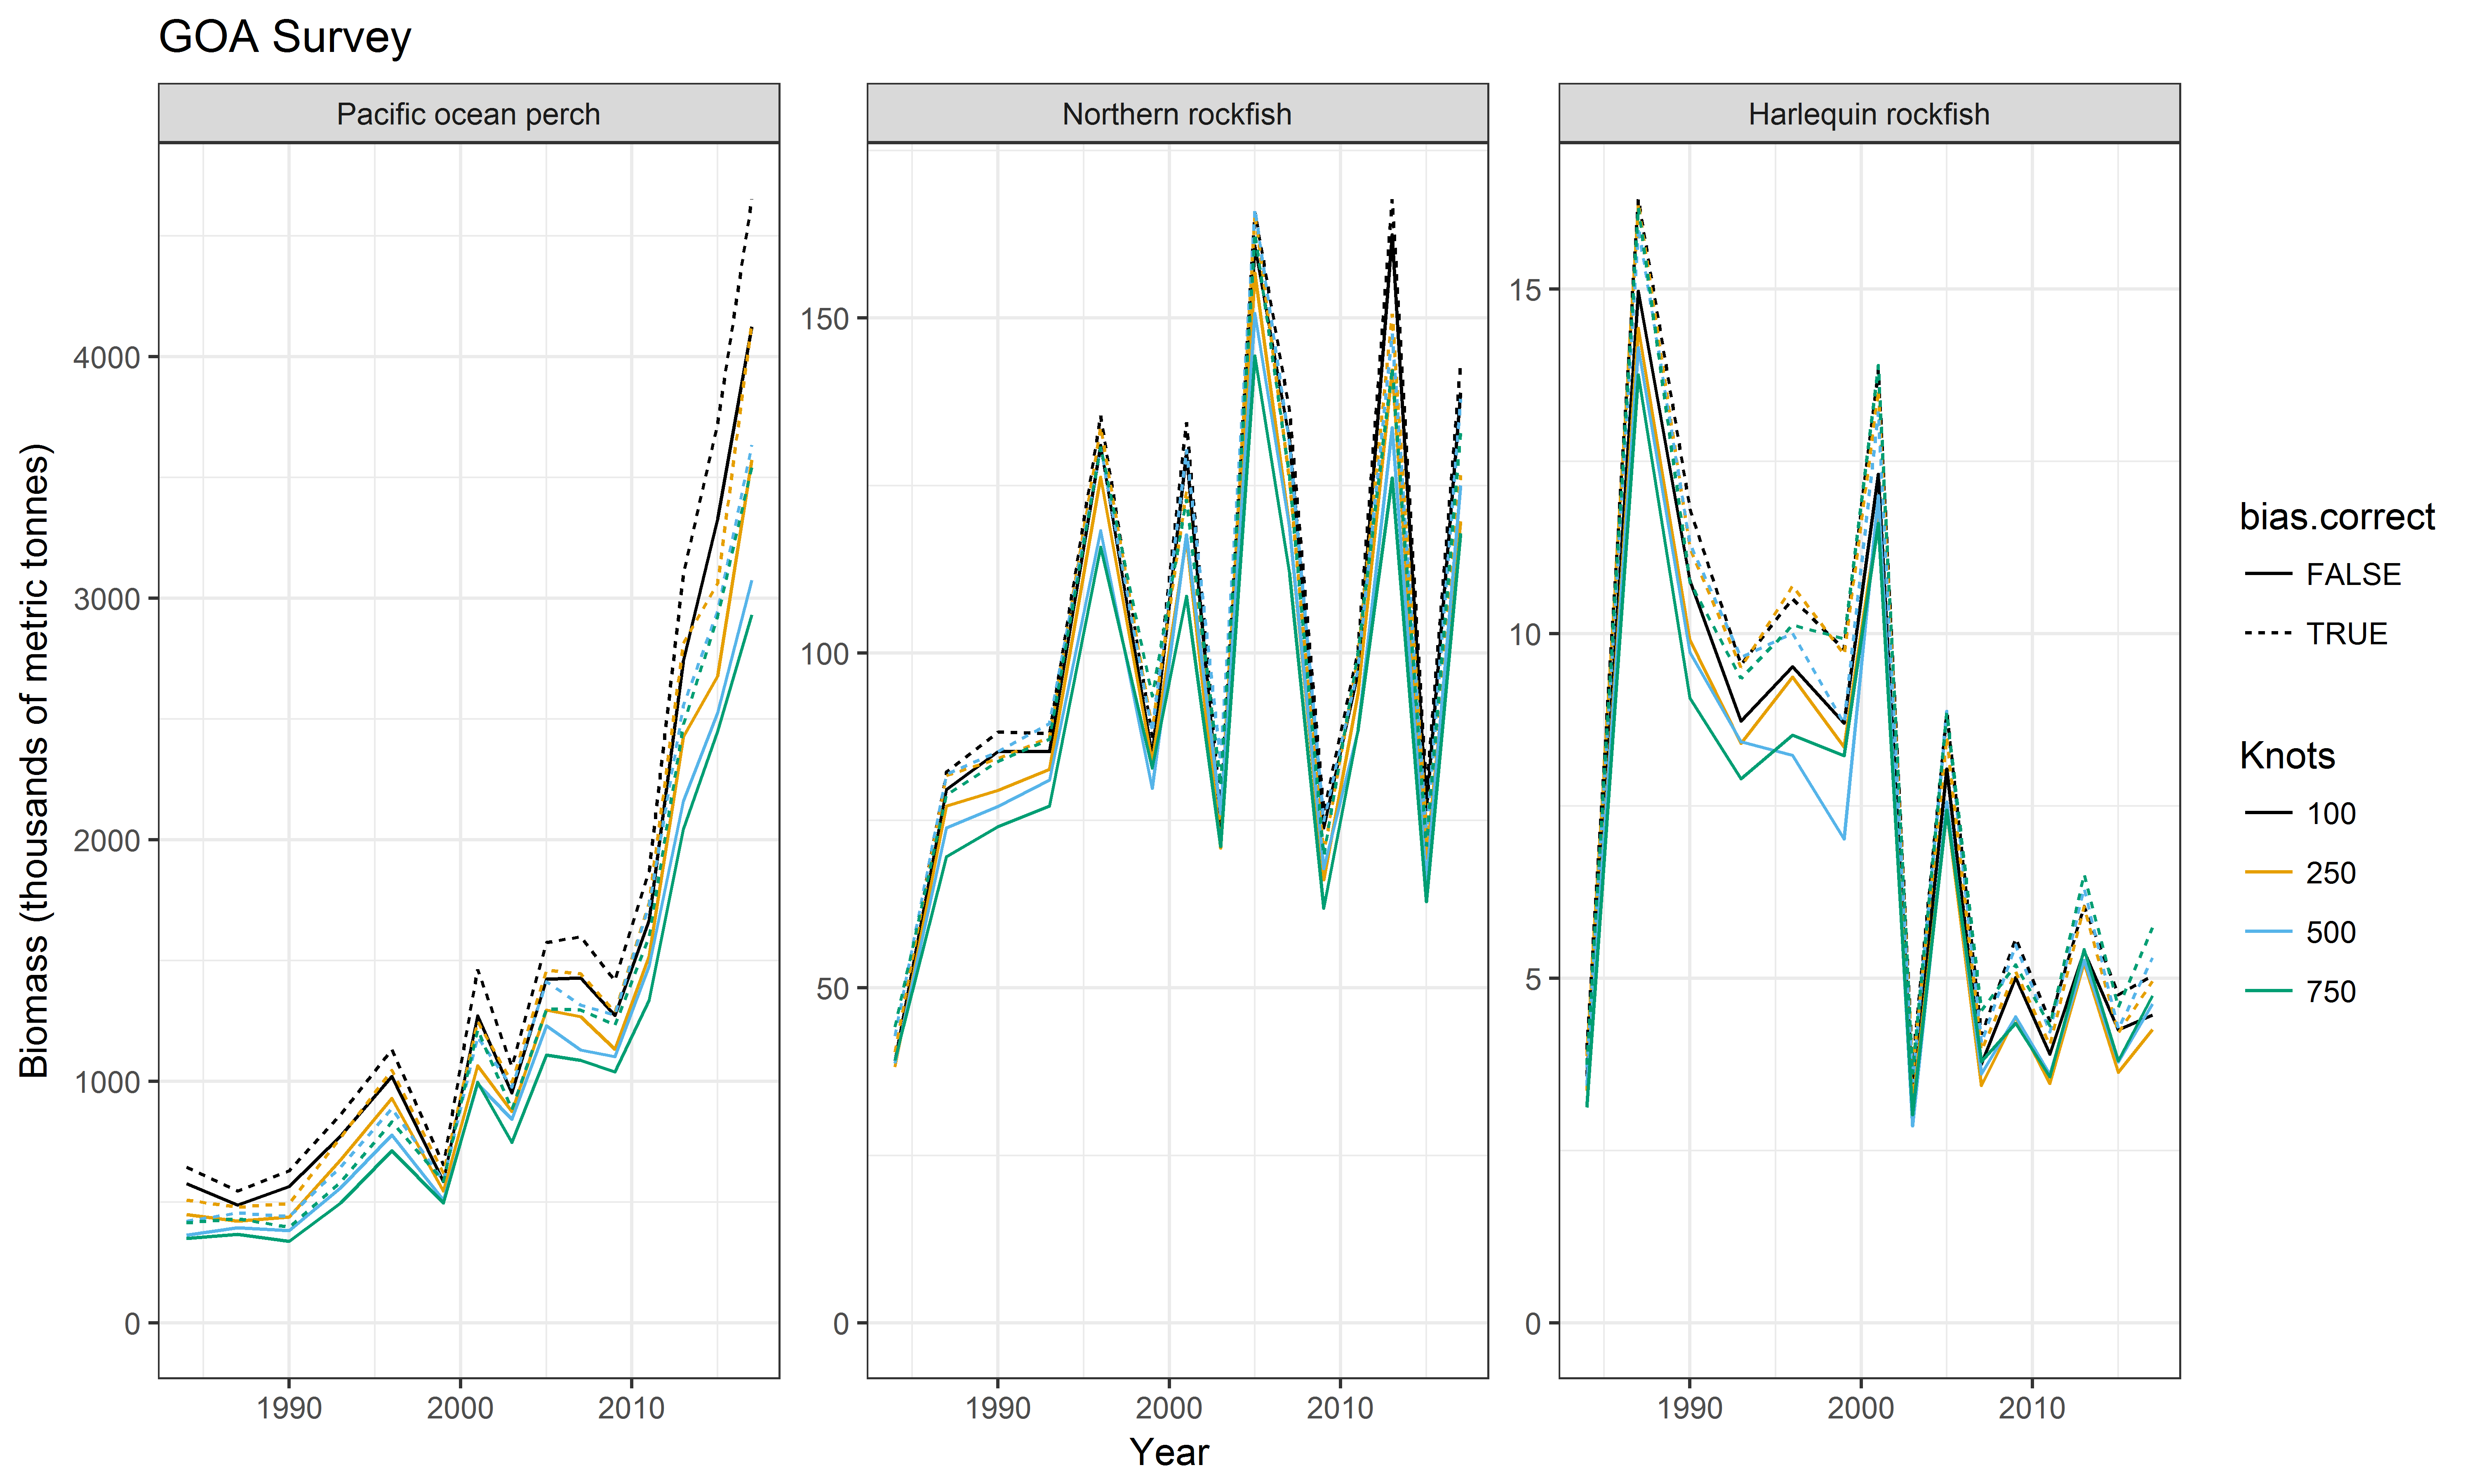 GOA Survey
Pacific ocean perch
Northern rockfish
Harlequin rockfish
Biomass (thousands of metric tonnes)
4000
3000
2000
1000
0
150
100
50
0
15
10
5
0
1990 2000 2010
1990 2000 2010
1990 2000 2010
Year
bias.correct
FALSE
TRUE
Knots
100
250
500
750